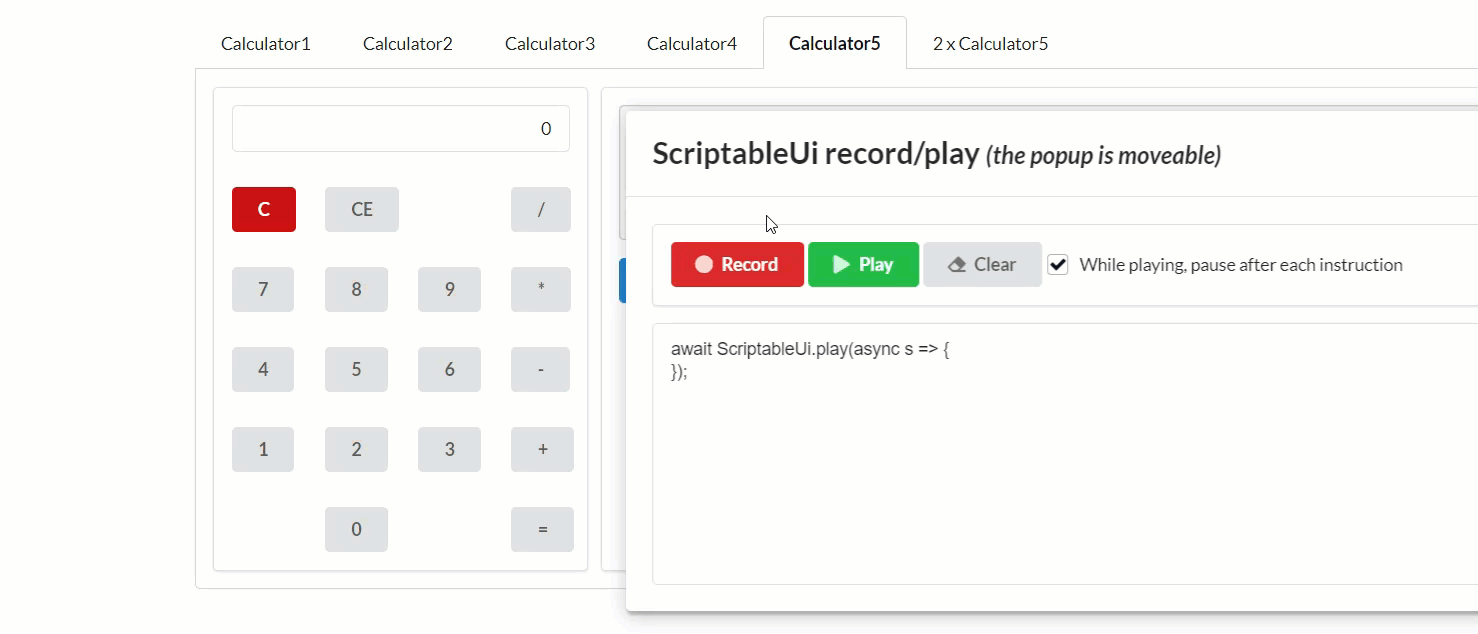 Calculator1 Calculator2 Calculator3 Calculator4 Calculator5 2 x Calculator5
0
C CE /
7 8 9 *
4 5 6 -
1 2 3 +
0 =
ScriptableUi record/play (the popup is moveable)
Record Play Clear While playing, pause after each instruction
await ScriptableUi.play(async s => {
});